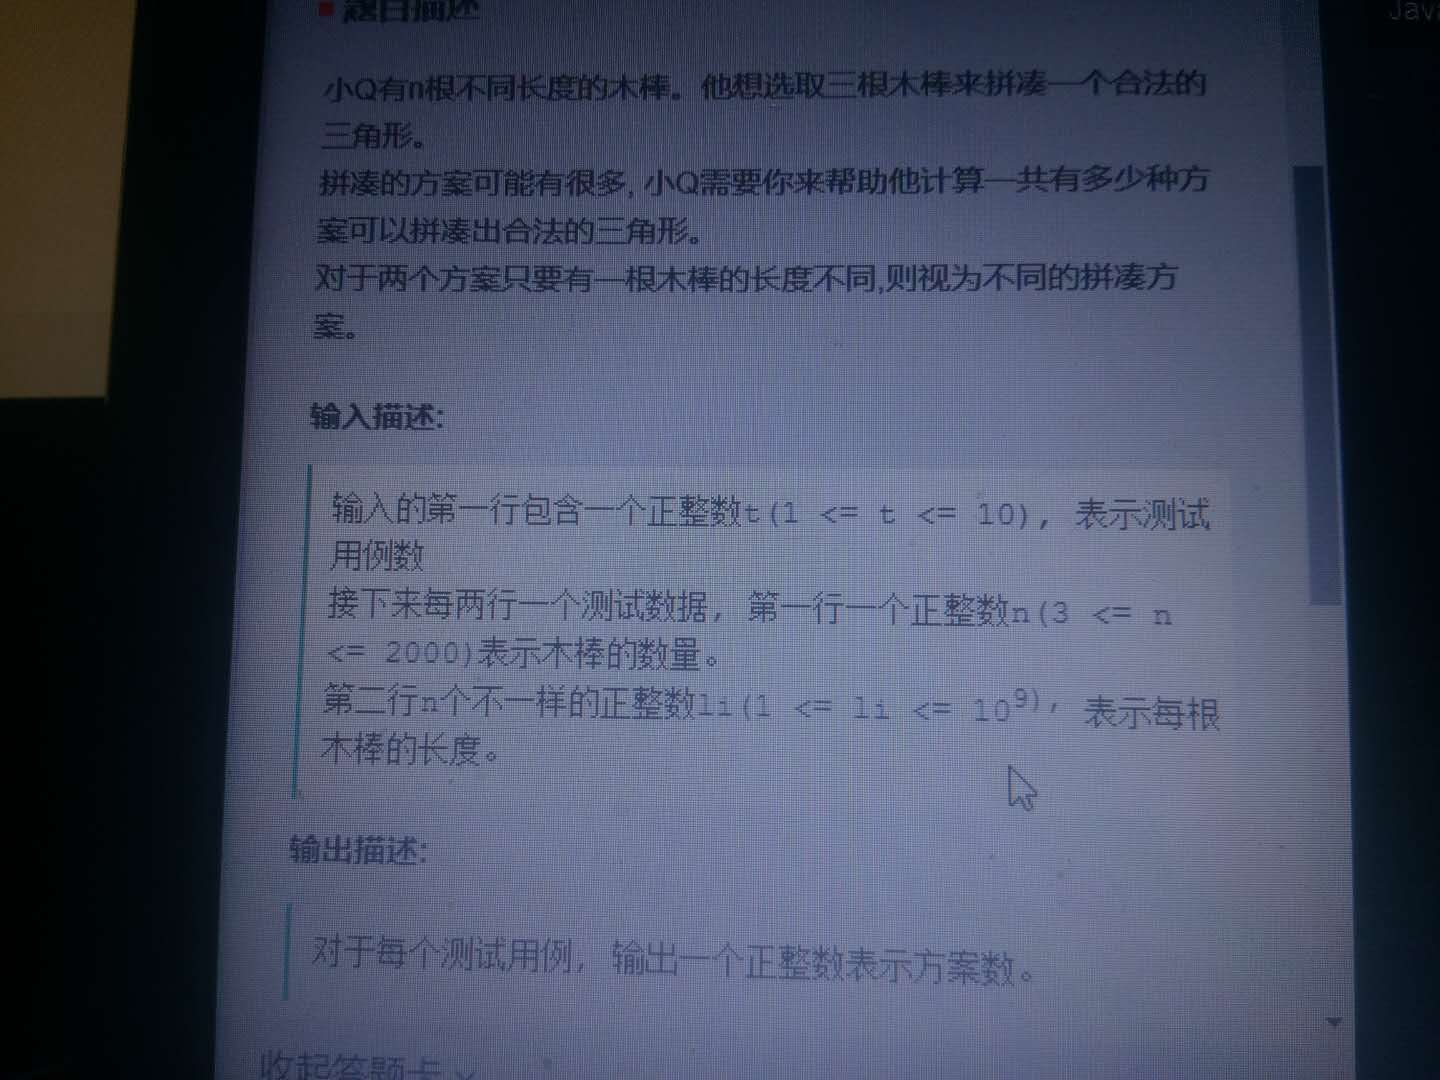 题目描述
Java
小Q有n根不同长度的木棒。他想选取三根木棒来拼凑一个合法的
三角形。
拼凑的方案可能有很多, 小Q需要你来帮助他计算一共有多少种方
案可以拼凑出合法的三角形。
对于两个方案只要有一根木棒的长度不同,则视为不同的拼凑方
案。
输入描述:
输入的第一行包含一个正整数t(1 <= t <= 10), 表示测试
用例数
接下来每两行一个测试数据, 第一行一个正整数n(3 <= n
<= 2000)表示木棒的数量。
第二行n个不一样的正整数li(1 <= li <= 10⁹), 表示每根
木棒的长度。
输出描述:
对于每个测试用例, 输出一个正整数表示方案数。
收起答题卡